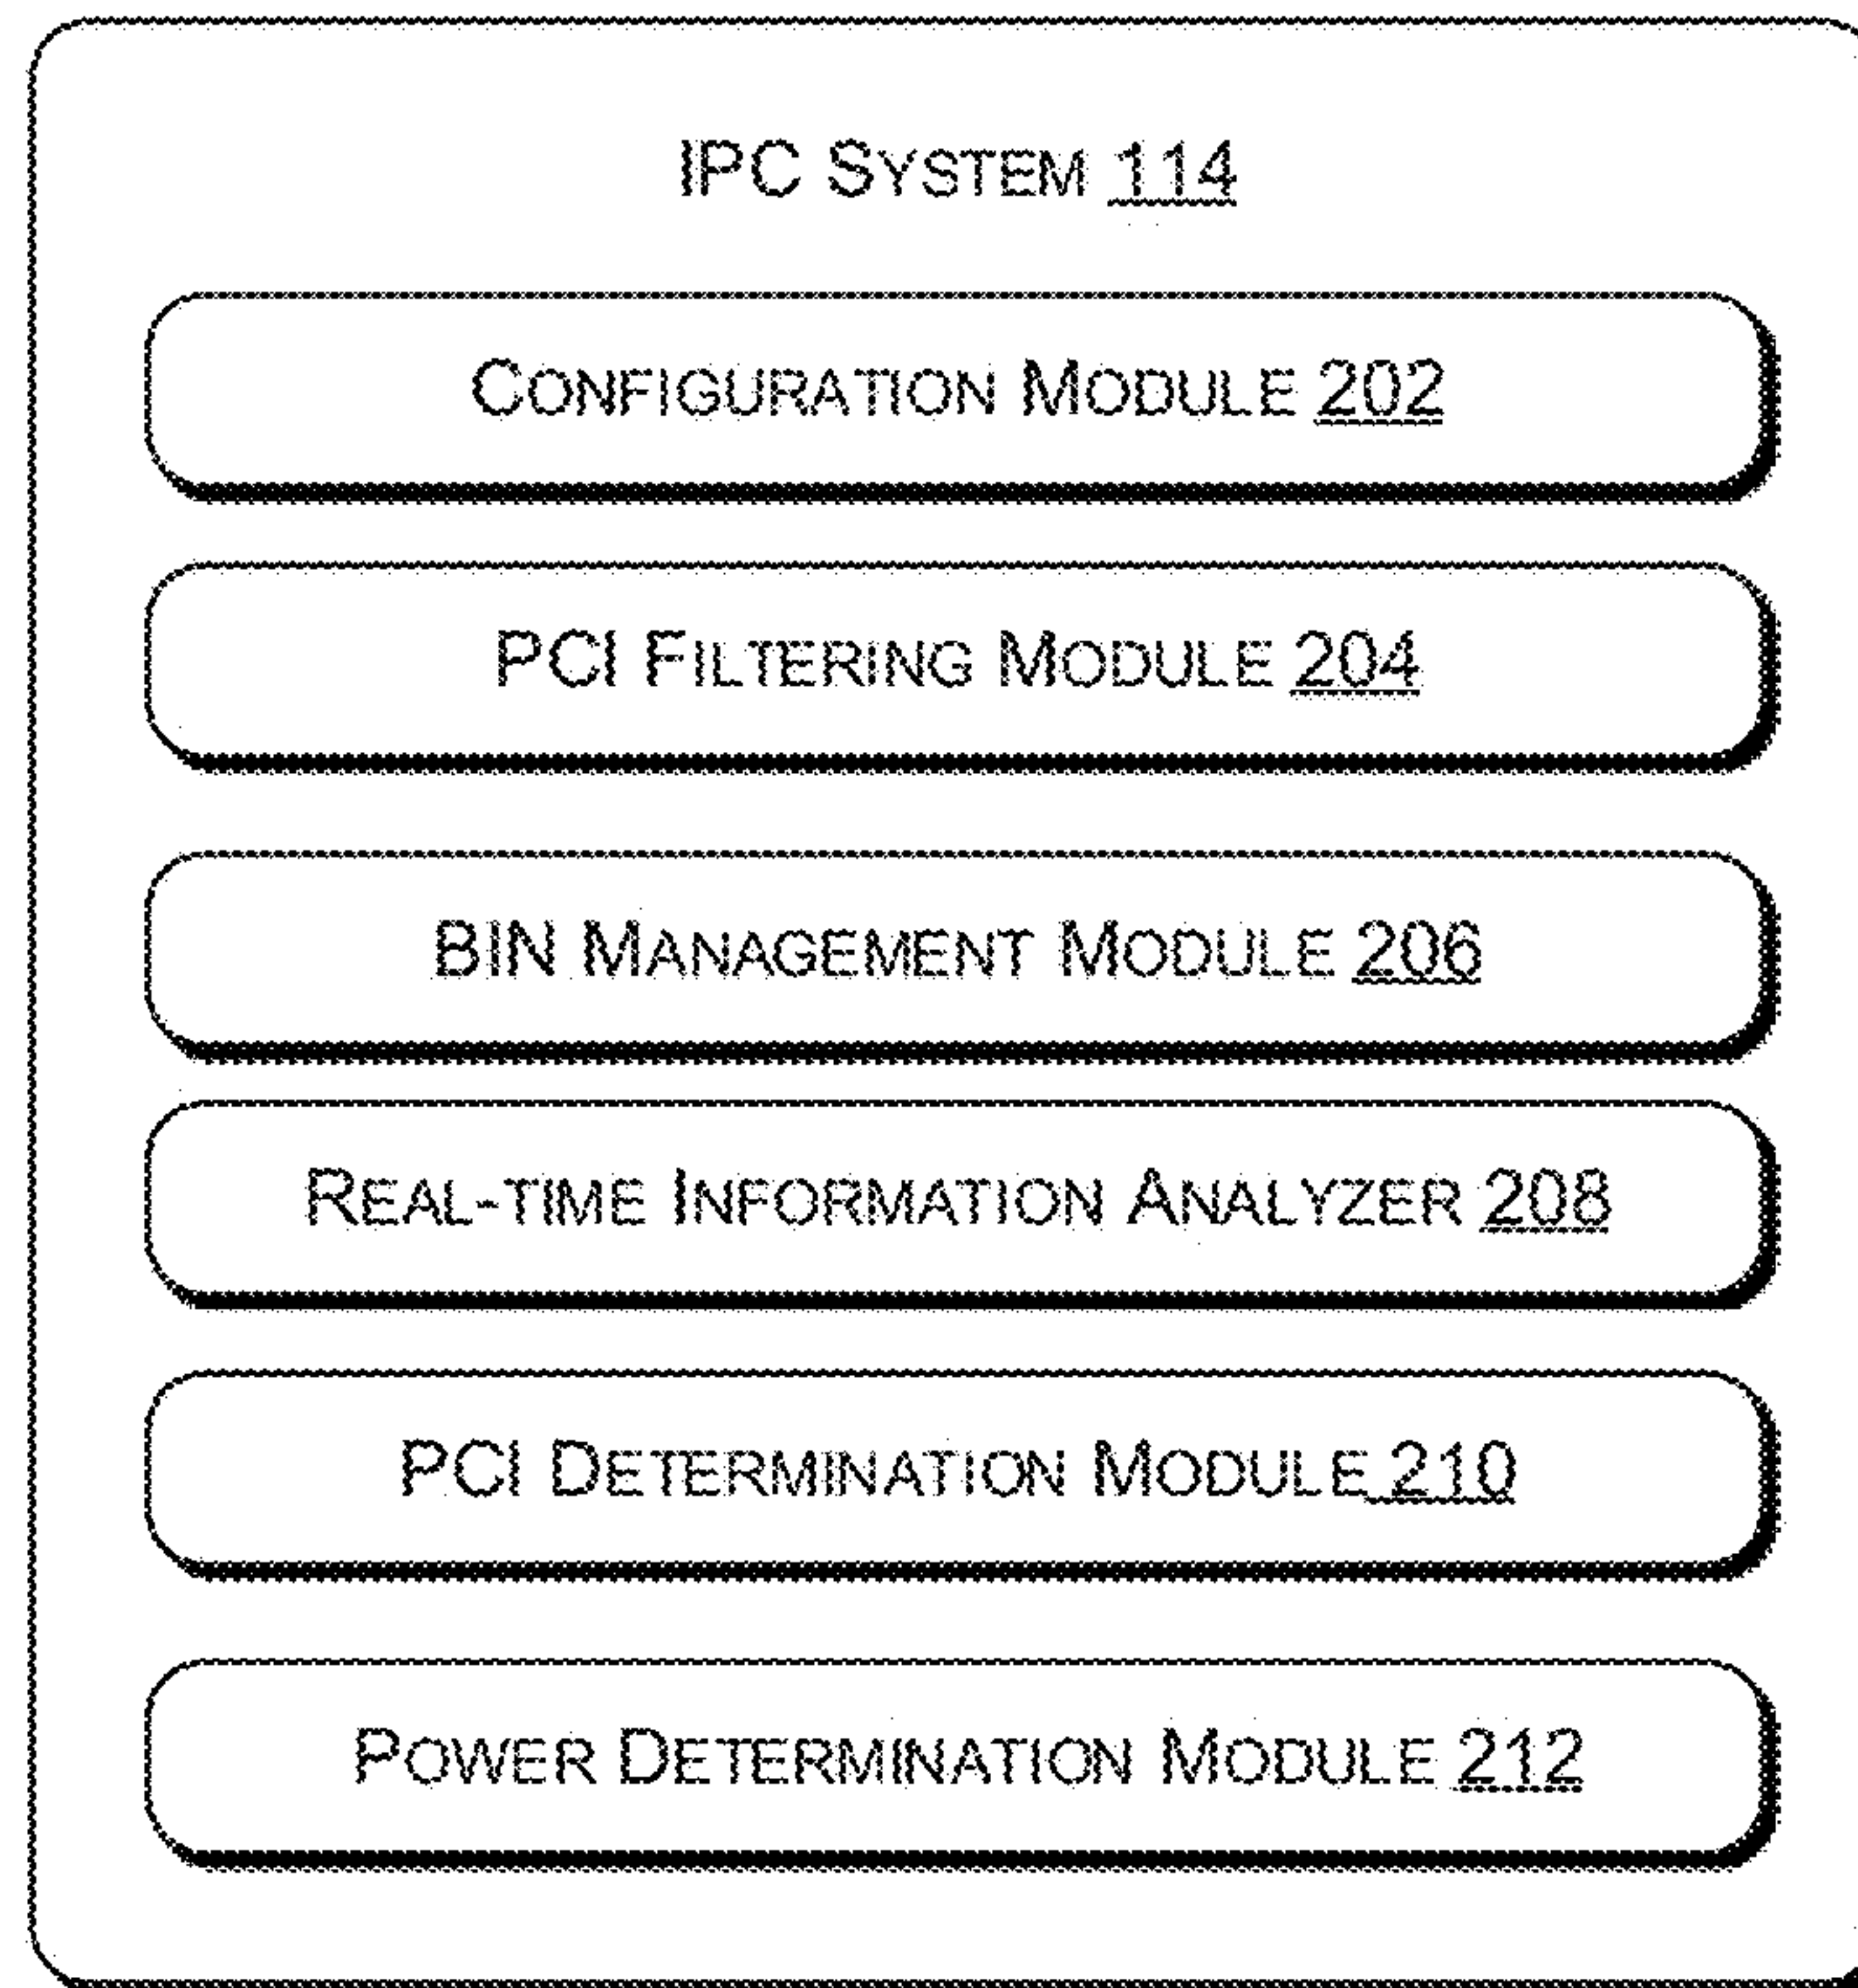 IPC SYSTEM 114
CONFIGURATION MODULE 202
PCI FILTERING MODULE 204
BIN MANAGEMENT MODULE 206
REAL-TIME INFORMATION ANALYZER 208
PCI DETERMINATION MODULE 210
POWER DETERMINATION MODULE 212